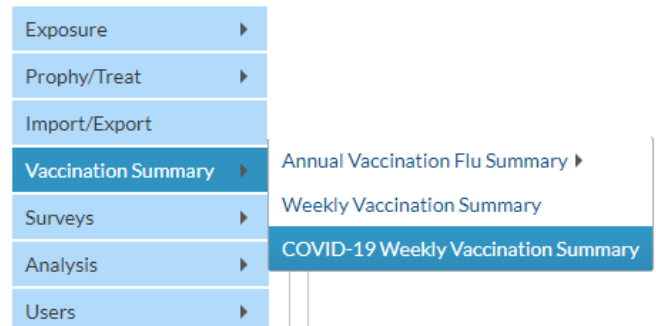 Exposure
Prophy/Treat
Import/Export
Vaccination Summary
Surveys
Analysis
Users
Annual Vaccination Flu Summary
Weekly Vaccination Summary
COVID-19 Weekly Vaccination Summary